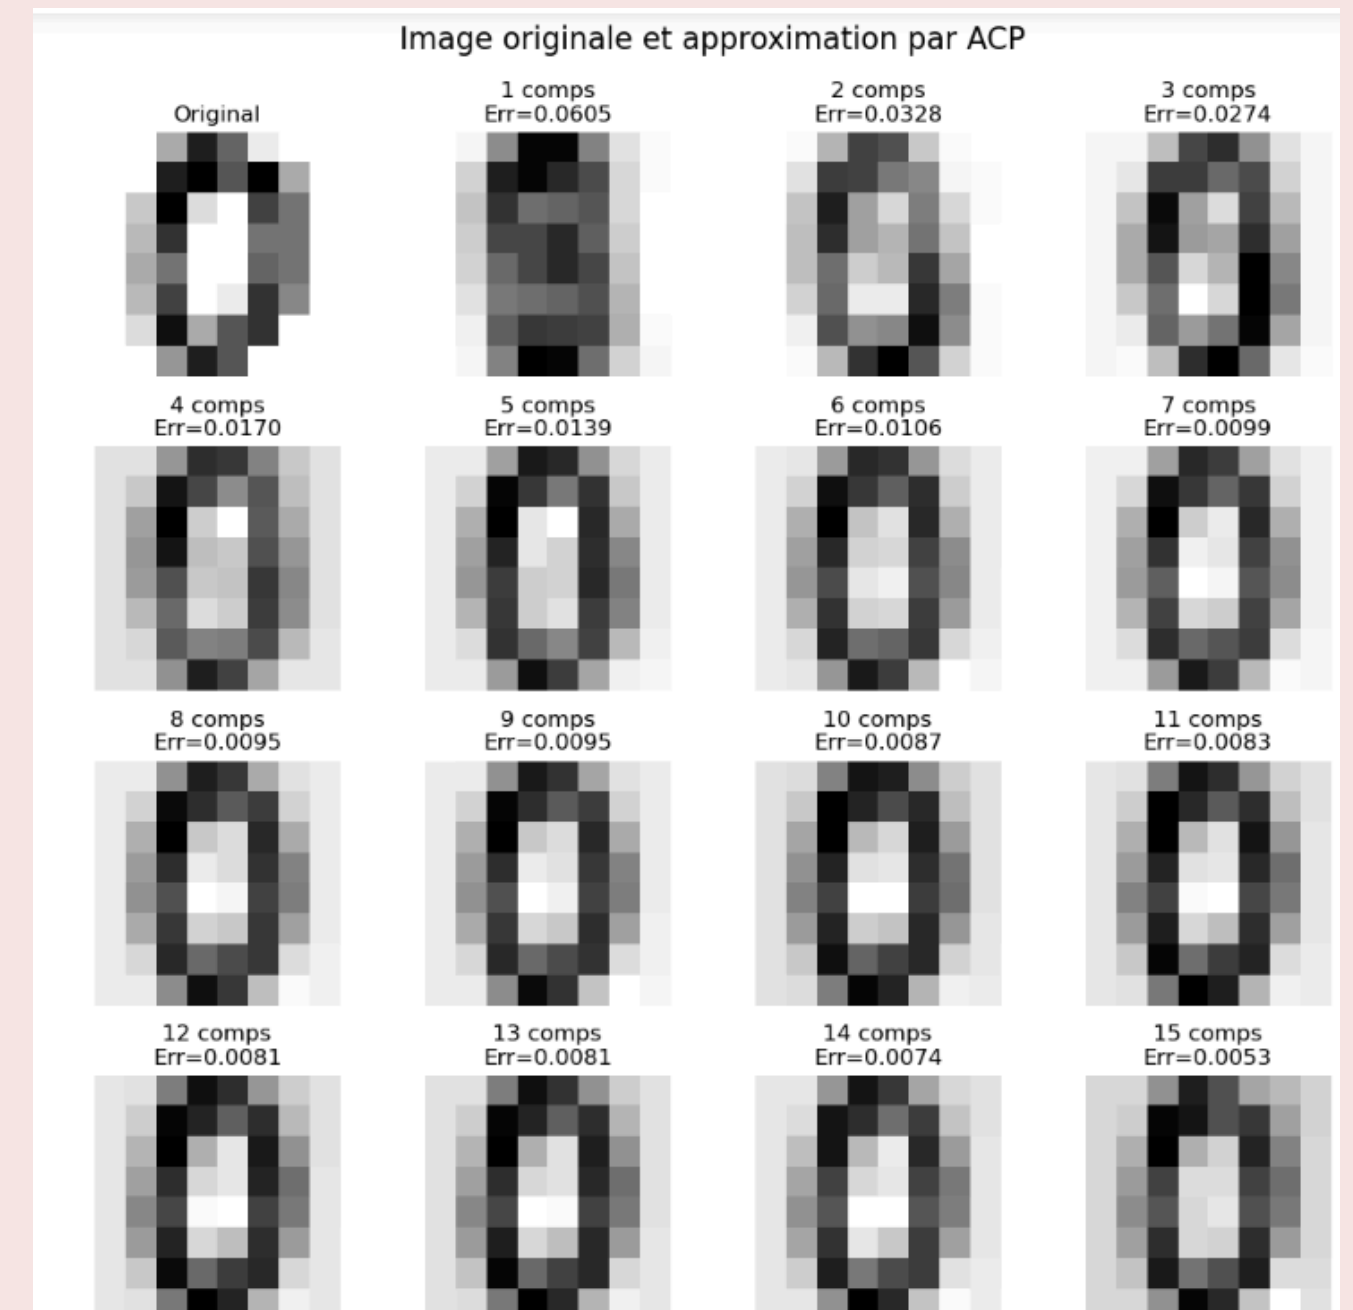 Image originale et approximation par ACP
Original
1 comps
Err=0.0605
2 comps
Err=0.0328
3 comps
Err=0.0274
4 comps
Err=0.0170
5 comps
Err=0.0139
6 comps
Err=0.0106
7 comps
Err=0.0099
8 comps
Err=0.0095
9 comps
Err=0.0095
10 comps
Err=0.0087
11 comps
Err=0.0083
12 comps
Err=0.0081
13 comps
Err=0.0081
14 comps
Err=0.0074
15 comps
Err=0.0053